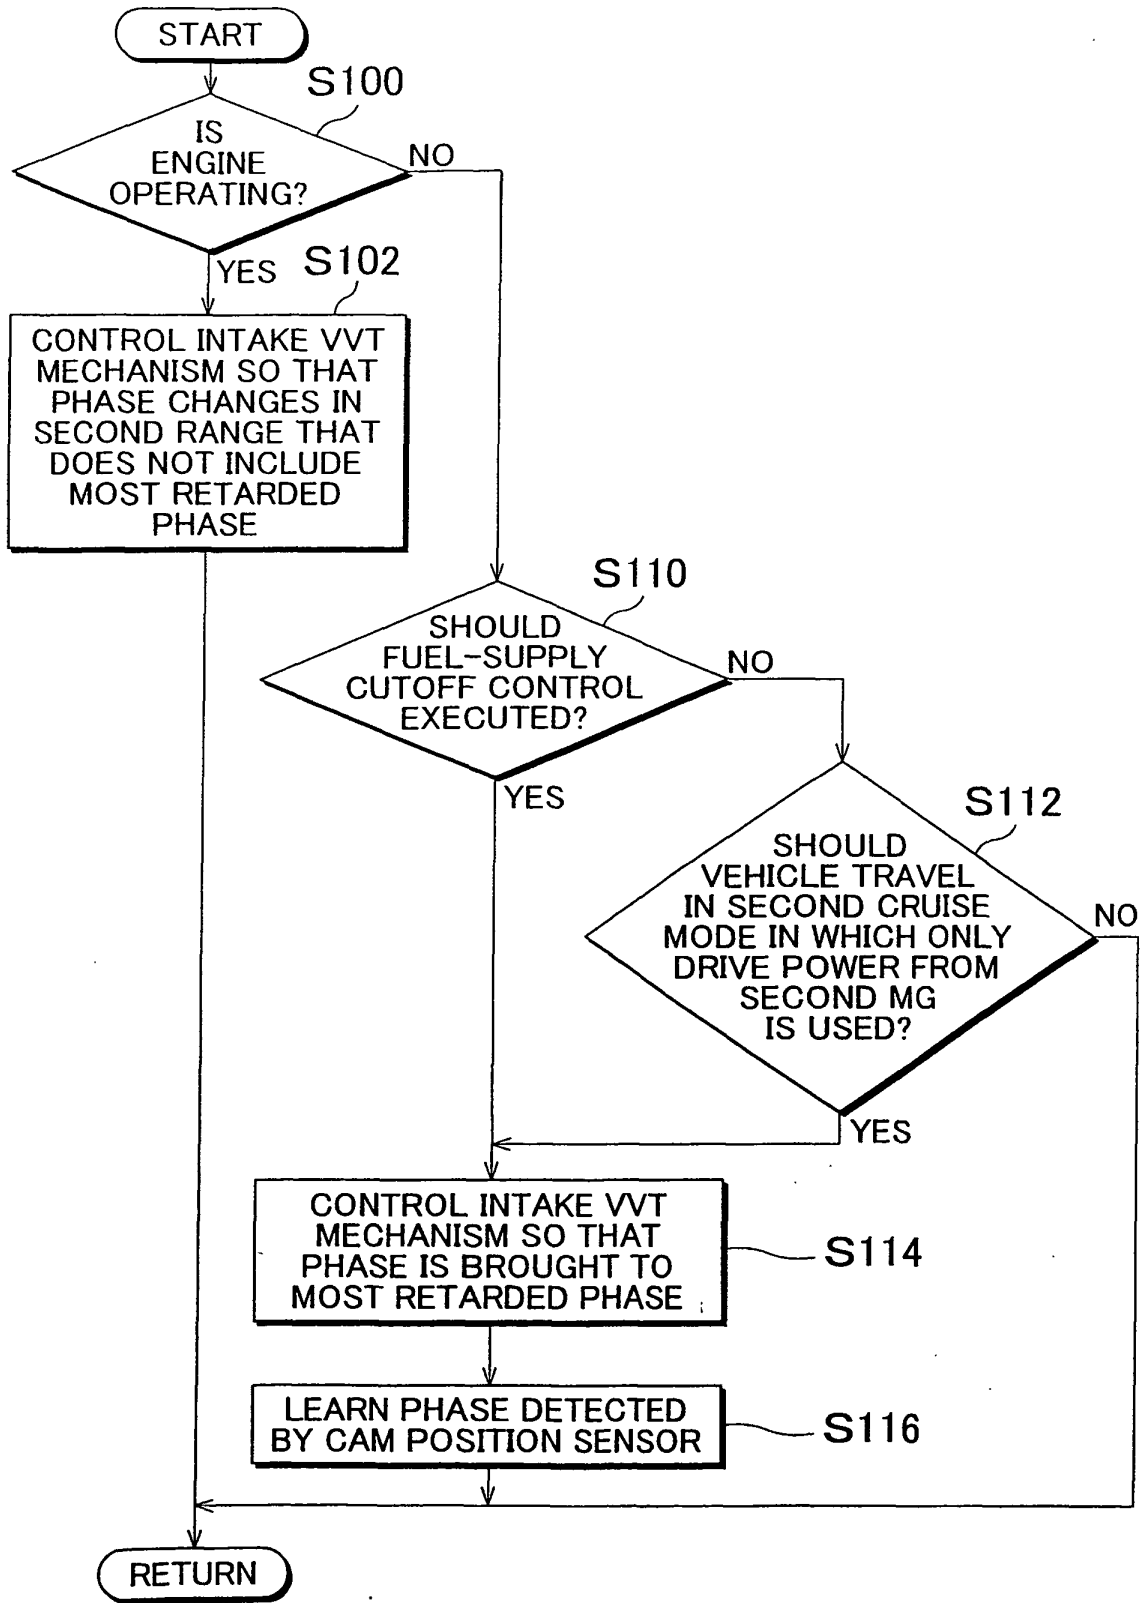 START
S100
IS
ENGINE
OPERATING?
NO
YES
S102
CONTROL INTAKE VVT
MECHANISM SO THAT
PHASE CHANGES IN
SECOND RANGE THAT
DOES NOT INCLUDE
MOST RETARDED
PHASE
S110
SHOULD
FUEL-SUPPLY
CUTOFF CONTROL
EXECUTED?
NO
YES
S112
SHOULD
VEHICLE TRAVEL
IN SECOND CRUISE
MODE IN WHICH ONLY
DRIVE POWER FROM
SECOND MG
IS USED?
NO
YES
CONTROL INTAKE VVT
MECHANISM SO THAT
PHASE IS BROUGHT TO
MOST RETARDED PHASE
S114
LEARN PHASE DETECTED
BY CAM POSITION SENSOR
S116
RETURN